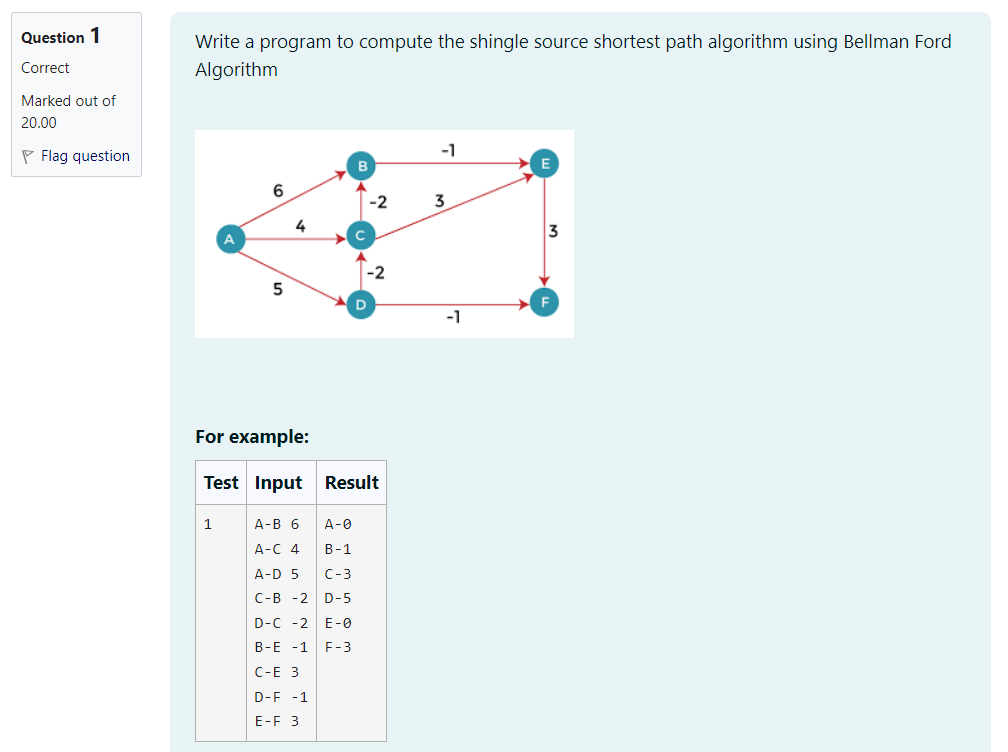 Question 1
Correct
Marked out of
20.00
Flag question
Write a program to compute the shingle source shortest path algorithm using Bellman Ford
Algorithm
-1
B
E
6
-2
3
4
A
C
3
-2
5
D
F
-1
For example:
Test Input Result
1 A-B 6 A-0
A-C 4 B-1
A-D 5 C-3
C-B -2 D-5
D-C -2 E-0
B-E -1 F-3
C-E 3
D-F -1
E-F 3